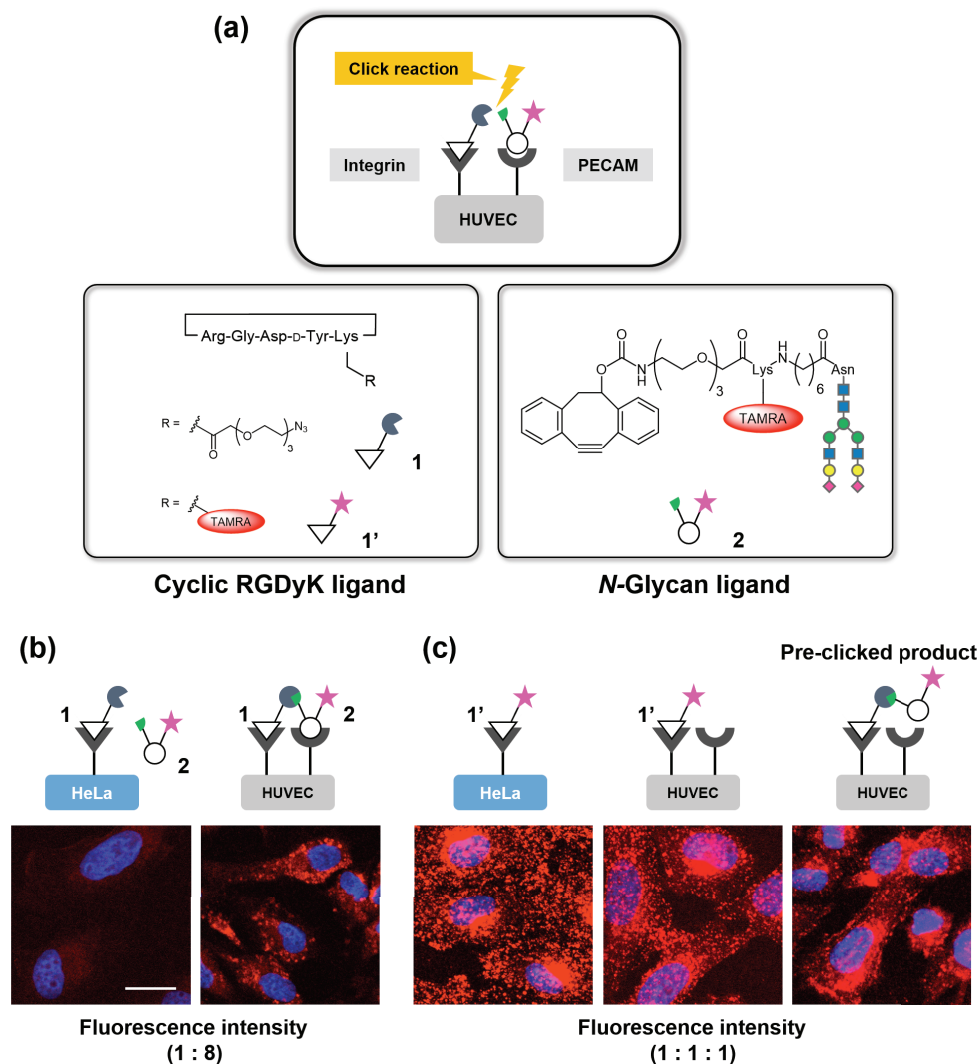 (a)
Click reaction
Integrin
PECAM
HUVEC
Arg-Gly-Asp-D-Tyr-Lys
R
R =
O
O
3
N3
1
R =
TAMRA
1’
Cyclic RGDyK ligand
O
O
N
H
O
3
O
Lys
H
N
6
O
Asn
TAMRA
2
N-Glycan ligand
(b)
1
2
HeLa
1
2
HUVEC
Fluorescence intensity
(1 : 8)
(c)
Pre-clicked product
1’
HeLa
1’
HUVEC
HUVEC
Fluorescence intensity
(1 : 1 : 1)